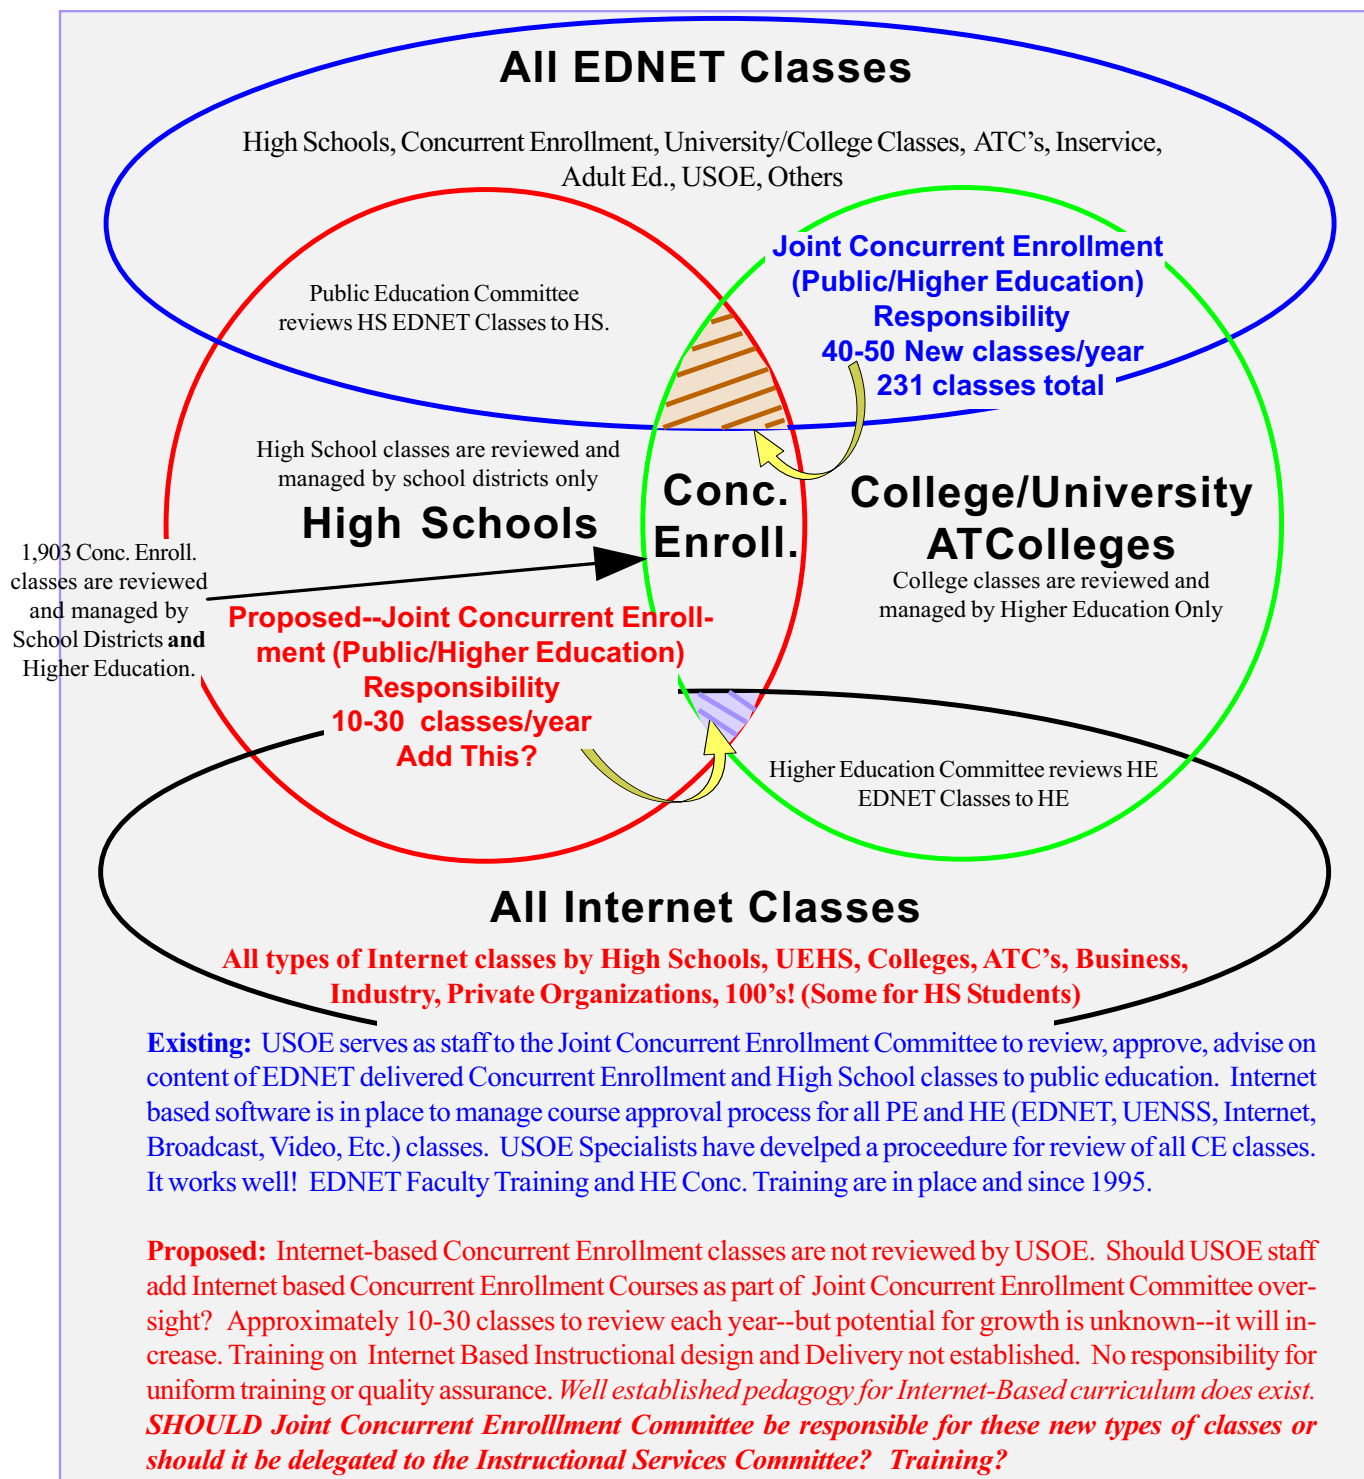 All EDNET Classes
High Schools, Concurrent Enrollment, University/College Classes, ATC's, Inservice,
Adult Ed., USOE, Others
Joint Concurrent Enrollment
(Public/Higher Education)
Responsibility
40-50 New classes/year
231 classes total
Public Education Committee
reviews HS EDNET Classes to HS.
High School classes are reviewed and
managed by school districts only
High Schools
Conc.
Enroll.
College/University
ATColleges
College classes are reviewed and
managed by Higher Education Only
1,903 Conc. Enroll.
classes are reviewed
and managed by
School Districts and
Higher Education.
Proposed--Joint Concurrent Enroll-
ment (Public/Higher Education)
Responsibility
10-30 classes/year
Add This?
Higher Education Committee reviews HE
EDNET Classes to HE
All Internet Classes
All types of Internet classes by High Schools, UEHS, Colleges, ATC's, Business,
Industry, Private Organizations, 100's! (Some for HS Students)
Existing: USOE serves as staff to the Joint Concurrent Enrollment Committee to review, approve, advise on
content of EDNET delivered Concurrent Enrollment and High School classes to public education. Internet
based software is in place to manage course approval process for all PE and HE (EDNET, UENSS, Internet,
Broadcast, Video, Etc.) classes. USOE Specialists have develped a proceedure for review of all CE classes.
It works well! EDNET Faculty Training and HE Conc. Training are in place and since 1995.
Proposed: Internet-based Concurrent Enrollment classes are not reviewed by USOE. Should USOE staff
add Internet based Concurrent Enrollment Courses as part of Joint Concurrent Enrollment Committee over-
sight? Approximately 10-30 classes to review each year--but potential for growth is unknown--it will in-
crease. Training on Internet Based Instructional design and Delivery not established. No responsibility for
uniform training or quality assurance. Well established pedagogy for Internet-Based curriculum does exist.
SHOULD Joint Concurrent Enrolllment Committee be responsible for these new types of classes or
should it be delegated to the Instructional Services Committee? Training?